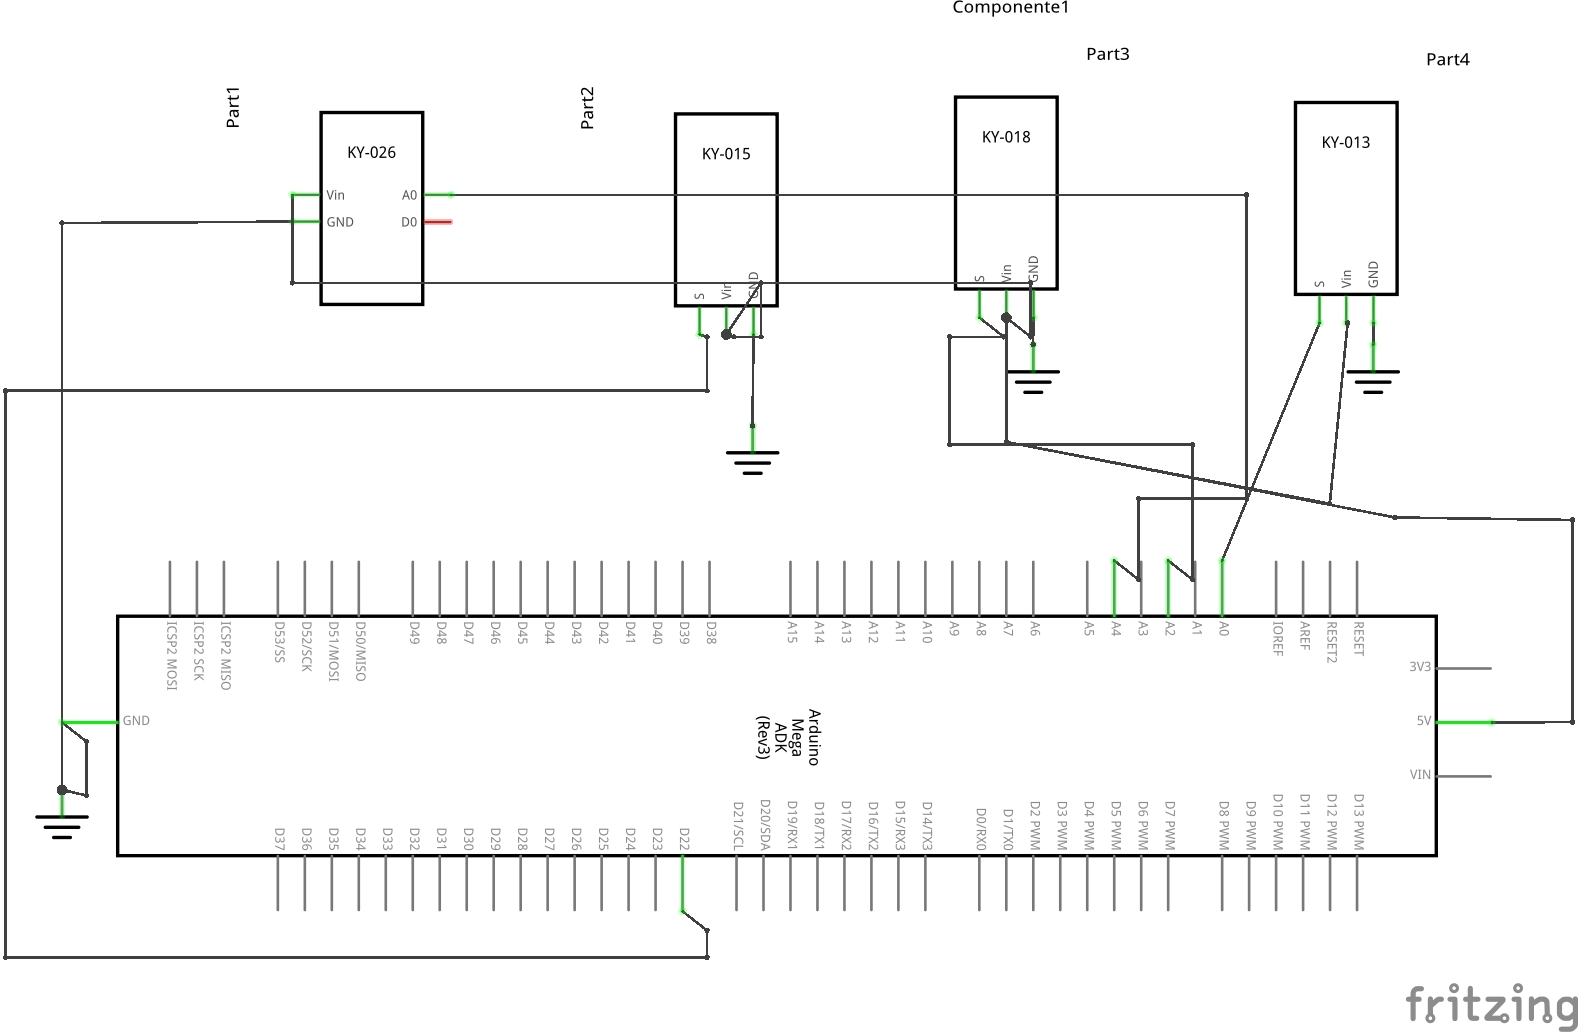 Componente1
Part1
Part2
Part3
Part4
KY-026
Vin
GND
A0
D0
KY-015
S
Vin
GND
KY-018
S
Vin
GND
KY-013
S
Vin
GND
ICSP2 MOSI
ICSP2 SCK
ICSP2 MISO
D53/SS
D52/SCK
D51/MOSI
D50/MISO
D49
D48
D47
D46
D45
D44
D43
D42
D41
D40
D39
D38
A15
A14
A13
A12
A11
A10
A9
A8
A7
A6
A5
A4
A3
A2
A1
A0
IOREF
AREF
RESET2
RESET
GND
Arduino
Mega
ADK
(Rev3)
3V3
5V
VIN
D37
D36
D35
D34
D33
D32
D31
D30
D29
D28
D27
D26
D25
D24
D23
D22
D21/SCL
D20/SDA
D19/RX1
D18/TX1
D17/RX2
D16/TX2
D15/RX3
D14/TX3
D0/RX0
D1/TX0
D2 PWM
D3 PWM
D4 PWM
D5 PWM
D6 PWM
D7 PWM
D8 PWM
D9 PWM
D10 PWM
D11 PWM
D12 PWM
D13 PWM
fritzing